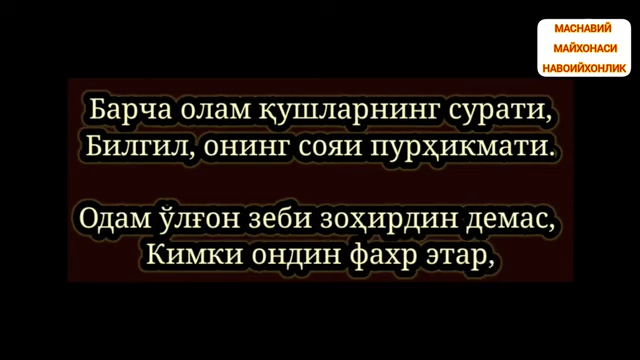 МАСНАВИЙ
МАЙХОНАСИ
НАВОИЙХОНЛИК
Барча олам қушларнинг сурати,
Билгил, онинг сояи пурҳикмати.
Одам ўлғон зеби зоҳирдин демас,
Кимки ондин фахр этар,